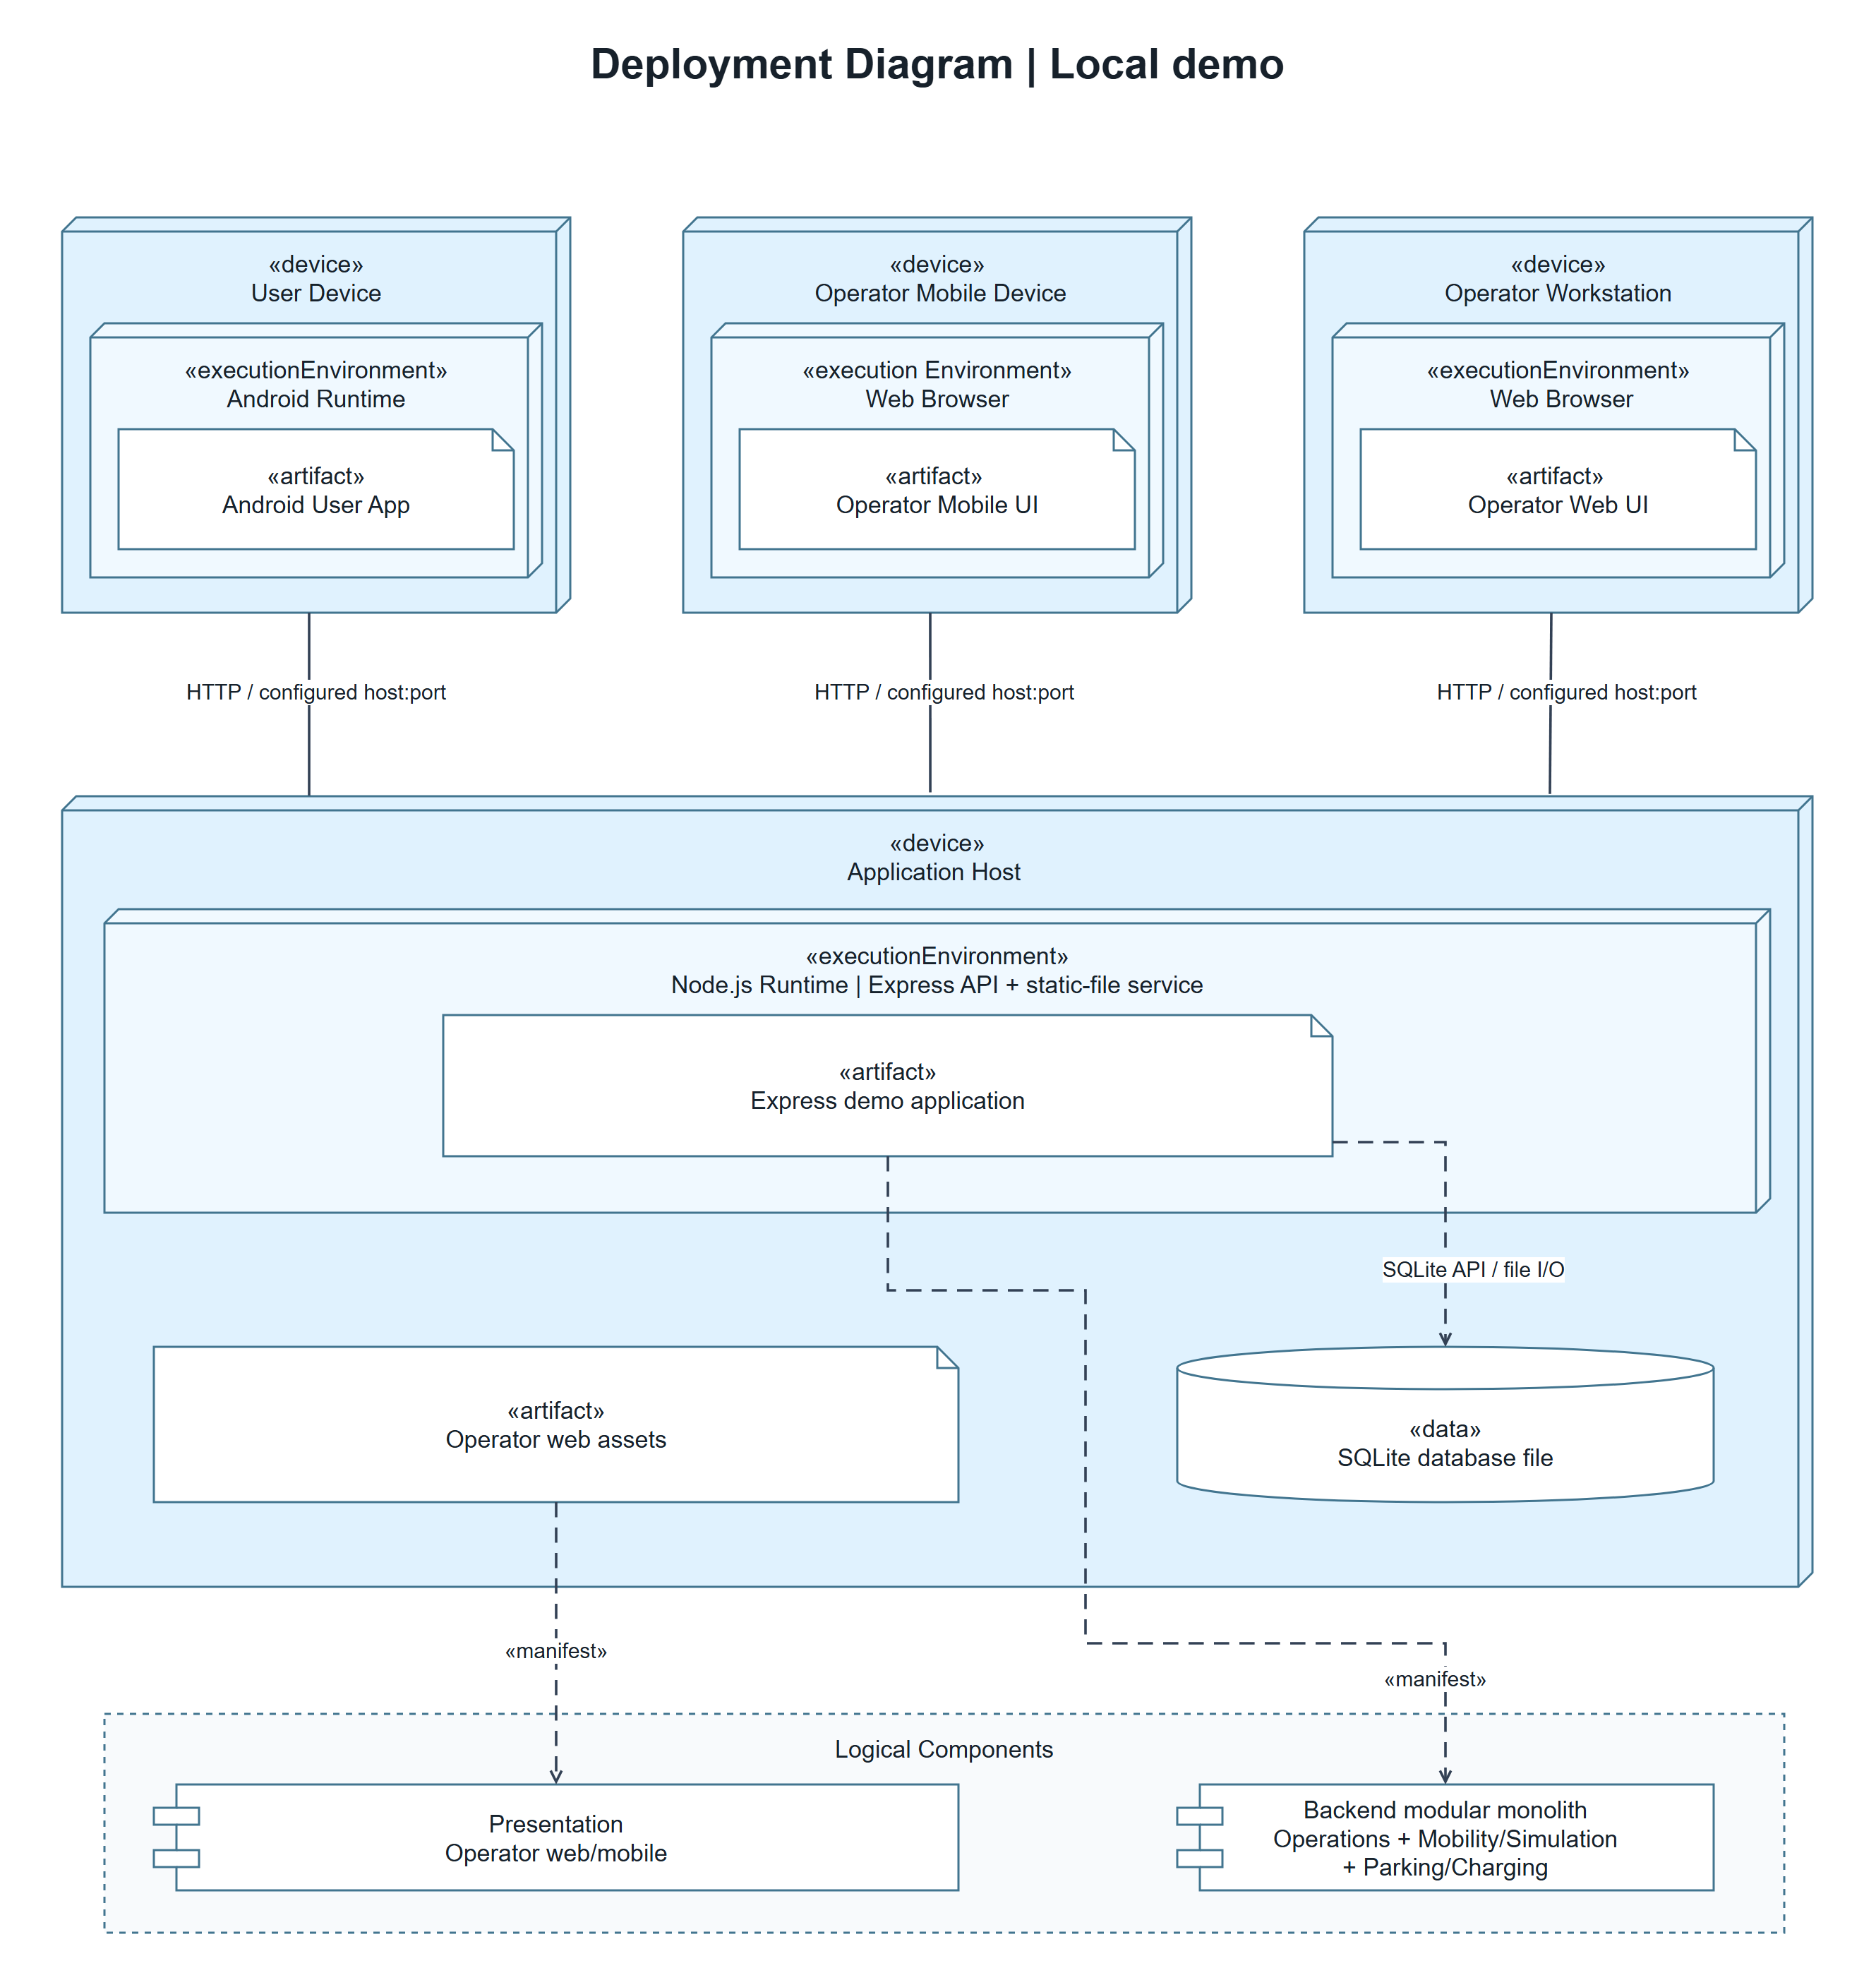 Deployment Diagram | Local demo
«device»
User Device
«executionEnvironment»
Android Runtime
«artifact»
Android User App
«device»
Operator Mobile Device
«execution Environment»
Web Browser
«artifact»
Operator Mobile UI
«device»
Operator Workstation
«executionEnvironment»
Web Browser
«artifact»
Operator Web UI
HTTP / configured host:port
HTTP / configured host:port
HTTP / configured host:port
«device»
Application Host
«executionEnvironment»
Node.js Runtime | Express API + static-file service
«artifact»
Express demo application
SQLite API / file I/O
«artifact»
Operator web assets
«data»
SQLite database file
«manifest»
«manifest»
Logical Components
Presentation
Operator web/mobile
Backend modular monolith
Operations + Mobility/Simulation
+ Parking/Charging